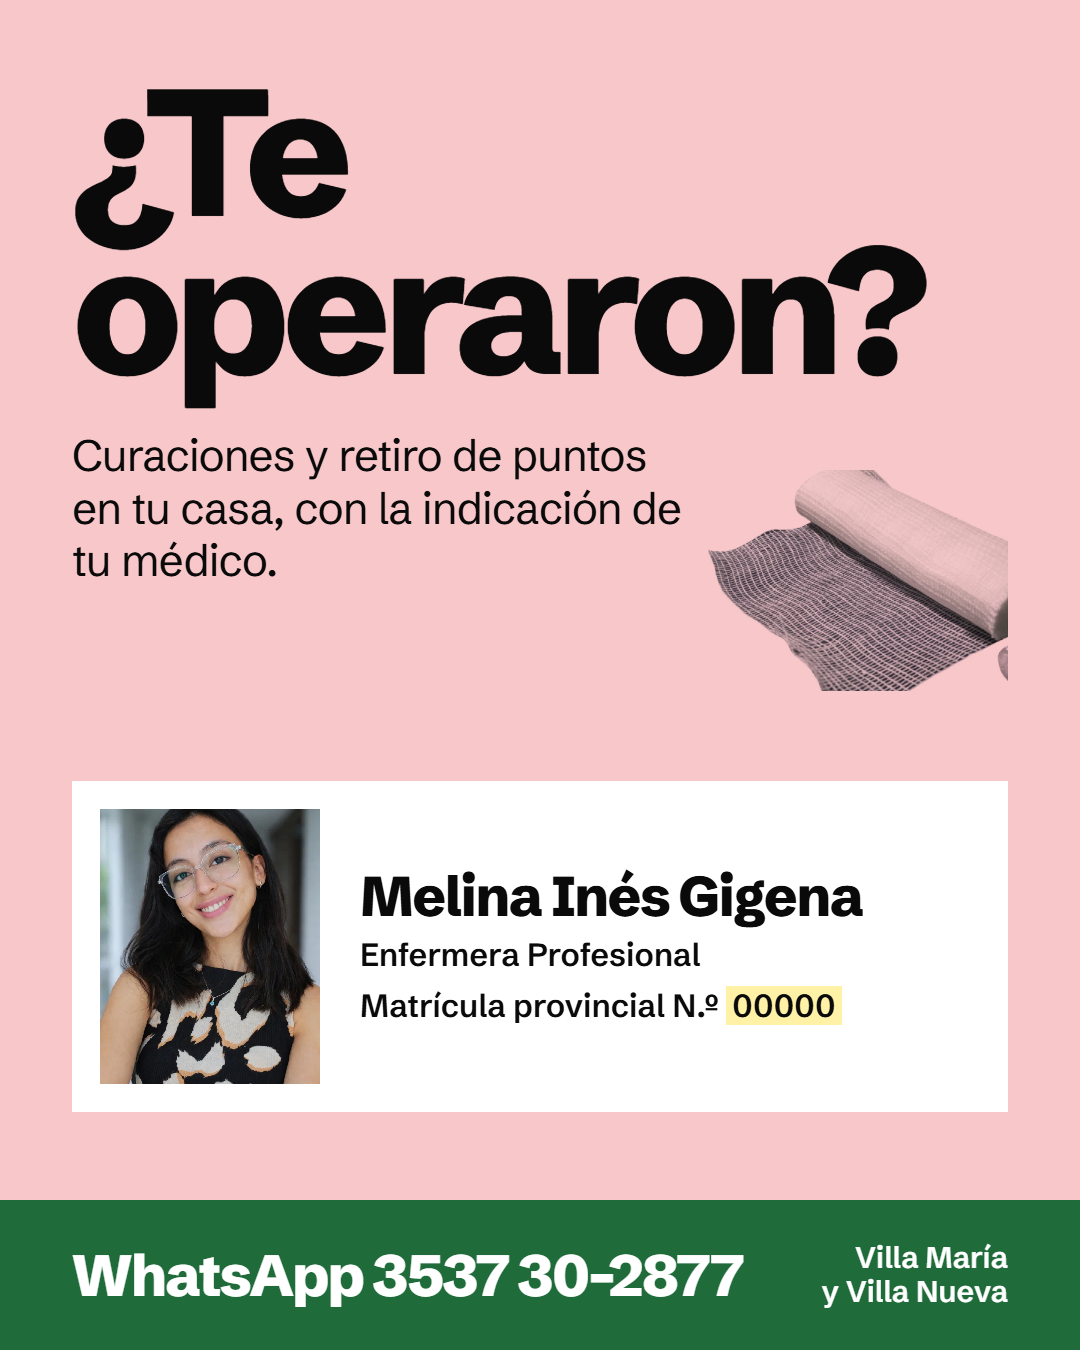 ¿Te
operaron?
Curaciones y retiro de puntos
en tu casa, con la indicación de
tu médico.
Melina Inés Gigena
Enfermera Profesional
Matrícula provincial N.º 00000
WhatsApp 3537 30-2877
Villa María
y Villa Nueva